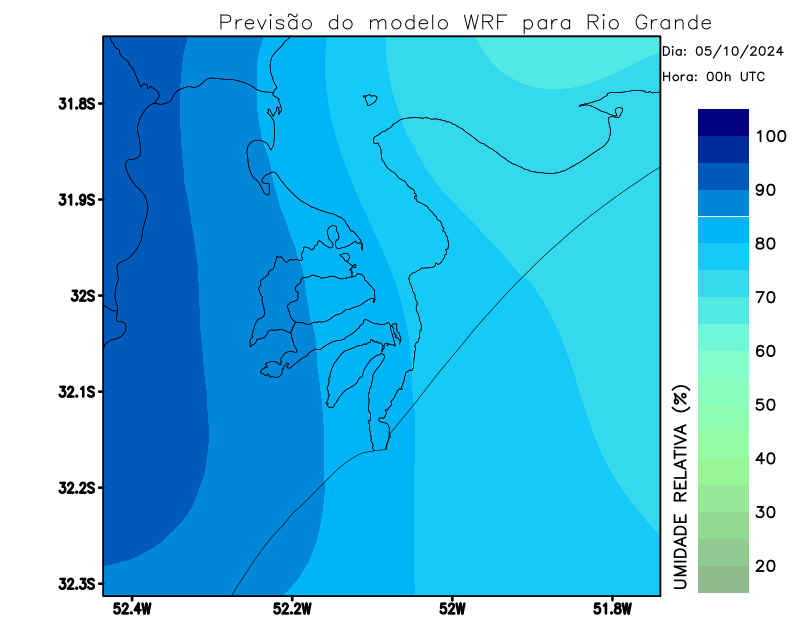 Previsão do modelo WRF para Rio Grande
Dia: 05/10/2024
Hora: 00h UTC
31.8S
31.9S
32S
32.1S
32.2S
32.3S
52.4W
52.2W
52W
51.8W
100
90
80
70
60
50
40
30
20
UMIDADE RELATIVA (%)